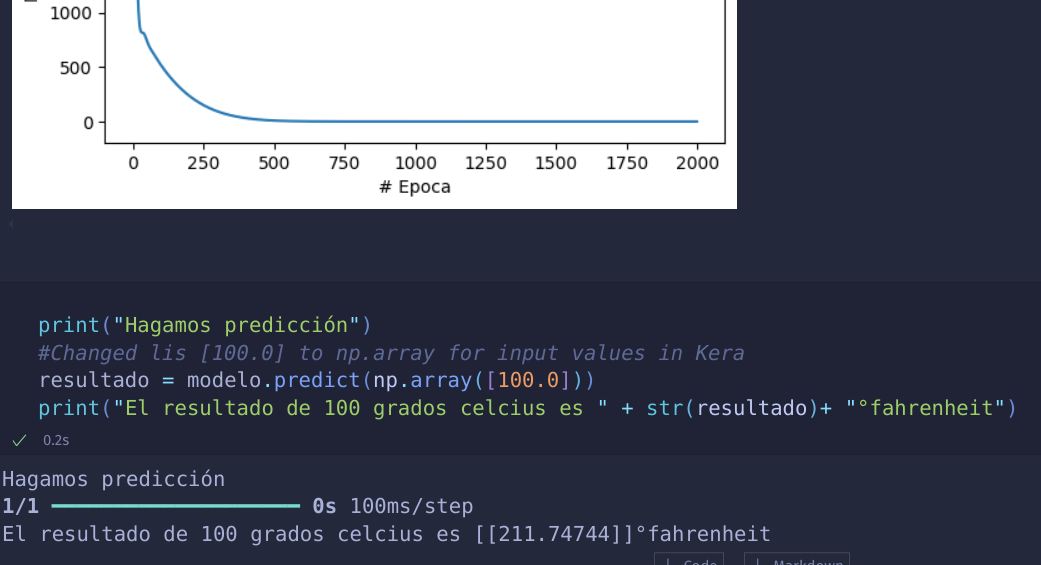 1000
500
0
0 250 500 750 1000 1250 1500 1750 2000
# Epoca
print("Hagamos predicción")
#Changed lis [100.0] to np.array for input values in Kera
resultado = modelo.predict(np.array([100.0]))
print("El resultado de 100 grados celcius es " + str(resultado)+ "°fahrenheit")
0.2s
Hagamos predicción
1/1 0s 100ms/step
El resultado de 100 grados celcius es [[211.74744]]°fahrenheit
Code Markdown